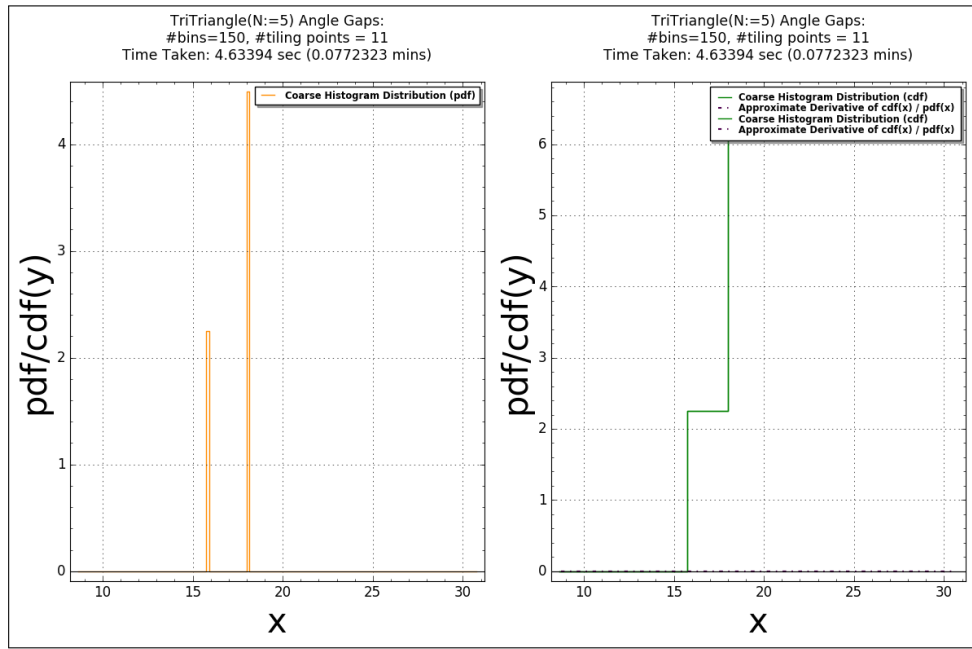 TriTriangle(N:=5) Angle Gaps:
#bins=150, #tiling points = 11
Time Taken: 4.63394 sec (0.0772323 mins)
Coarse Histogram Distribution (pdf)
pdf/cdf(y)
4
3
2
1
0
10
15
20
25
30
x
TriTriangle(N:=5) Angle Gaps:
#bins=150, #tiling points = 11
Time Taken: 4.63394 sec (0.0772323 mins)
Coarse Histogram Distribution (cdf)
Approximate Derivative of cdf(x) / pdf(x)
Coarse Histogram Distribution (cdf)
Approximate Derivative of cdf(x) / pdf(x)
pdf/cdf(y)
6
5
4
3
2
1
0
10
15
20
25
30
x